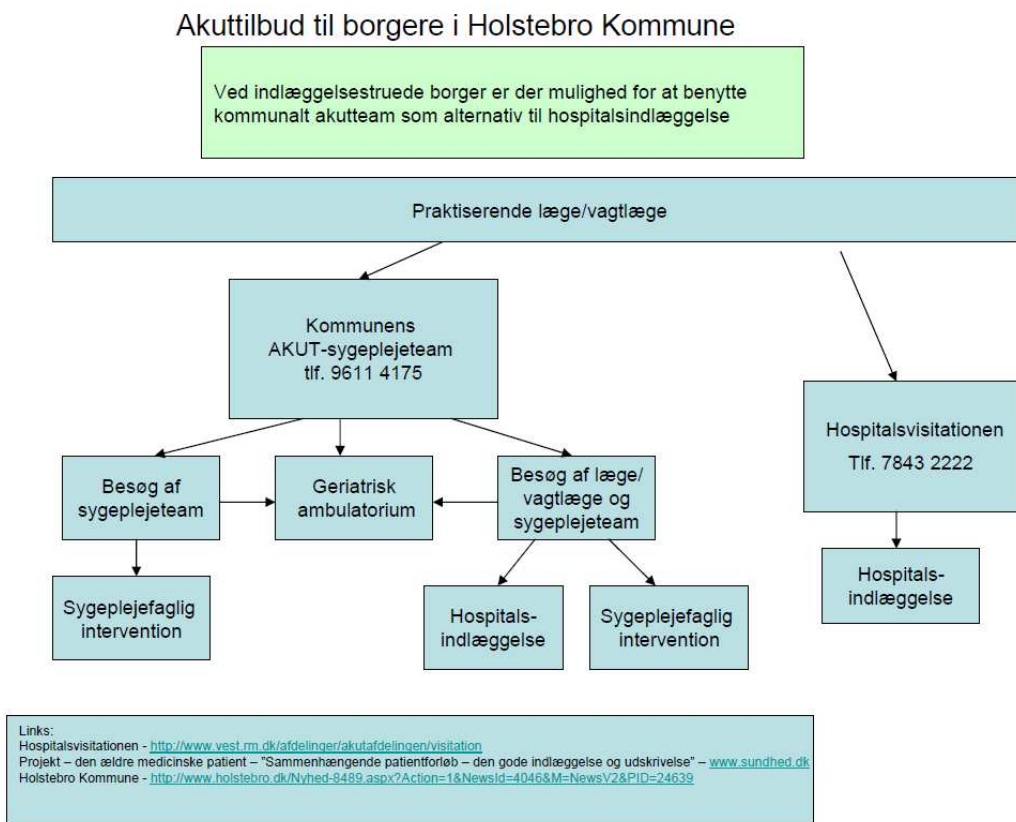 Akuttilbud til borgere i Holstebro Kommune
Ved indlæggelsestruede borger er der mulighed for at benytte
kommunalt akutteam som alternativ til hospitalsindlæggelse
Praktiserende læge/vagtlæge
Kommunens
AKUT-sygeplejeteam
tlf. 9611 4175
Hospitalsvisitationen
Tlf. 7843 2222
Besøg af
sygeplejeteam
Geriatrisk
ambulatorium
Besøg af læge/
vagtlæge og
sygeplejeteam
Hospitals-
indlæggelse
Sygeplejefaglig
intervention
Hospitals-
indlæggelse
Sygeplejefaglig
intervention
Links:
Hospitalsvisitationen - http://www.vest.rm.dk/afdelinger/akutafdelingen/visitation
Projekt – den ældre medicinske patient – "Sammenhængende patientforløb – den gode indlæggelse og udskrivelse" – www.sundhed.dk
Holstebro Kommune - http://www.holstebro.dk/Nyhed-8489.aspx?Action=1&NewsId=4046&M=NewsV2&PID=24639